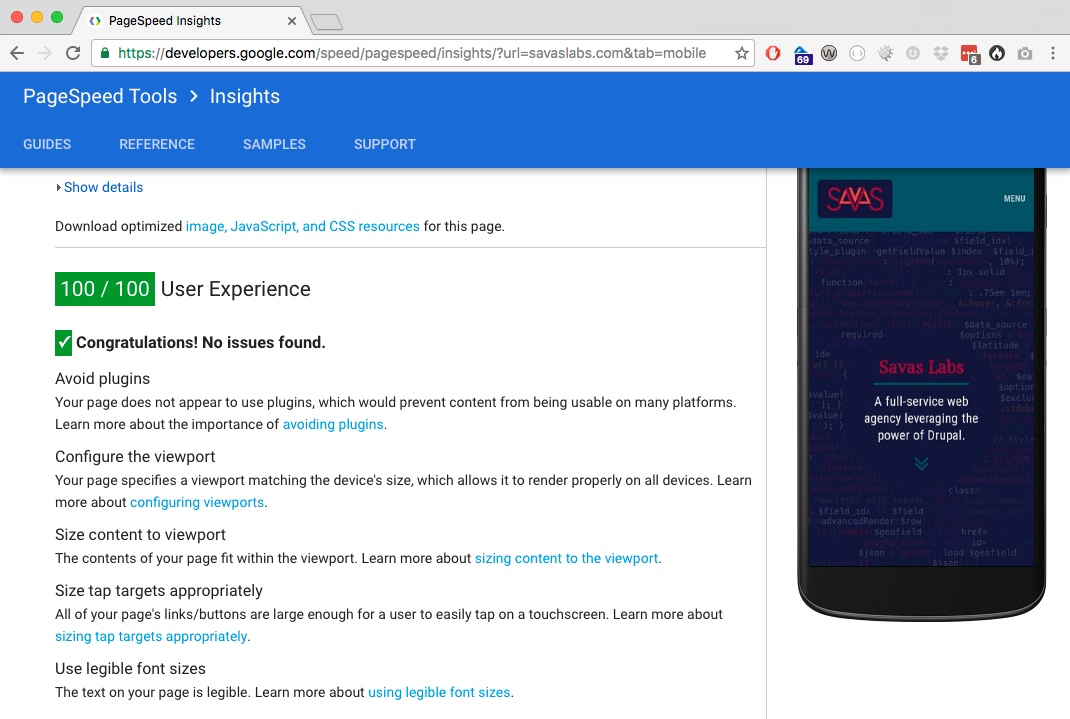 PageSpeed Insights
https://developers.google.com/speed/pagespeed/insights/?url=savaslabs.com&tab=mobile
69
6
PageSpeed Tools > Insights
GUIDES REFERENCE SAMPLES SUPPORT
Show details
Download optimized image, JavaScript, and CSS resources for this page.
100 / 100 User Experience
✓ Congratulations! No issues found.
Avoid plugins
Your page does not appear to use plugins, which would prevent content from being usable on many platforms.
Learn more about the importance of avoiding plugins.
Configure the viewport
Your page specifies a viewport matching the device's size, which allows it to render properly on all devices. Learn
more about configuring viewports.
Size content to viewport
The contents of your page fit within the viewport. Learn more about sizing content to the viewport.
Size tap targets appropriately
All of your page's links/buttons are large enough for a user to easily tap on a touchscreen. Learn more about
sizing tap targets appropriately.
Use legible font sizes
The text on your page is legible. Learn more about using legible font sizes.
SAVAS
MENU
Savas Labs
A full-service web
agency leveraging the
power of Drupal.